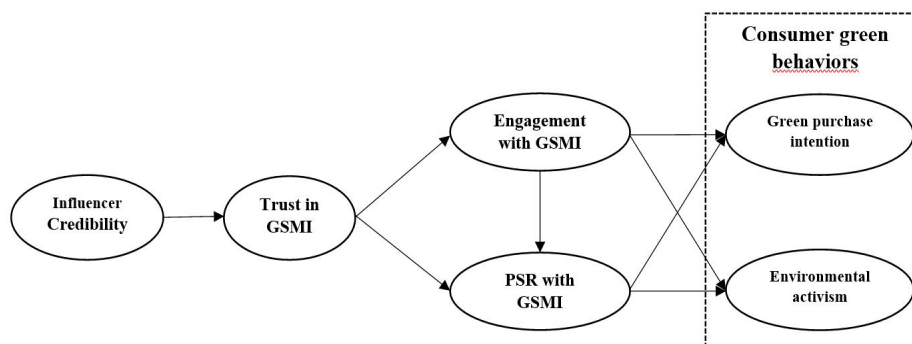 Consumer green
behaviors
Engagement
with GSMI
Green purchase
intention
Influencer
Credibility
Trust in
GSMI
PSR with
GSMI
Environmental
activism